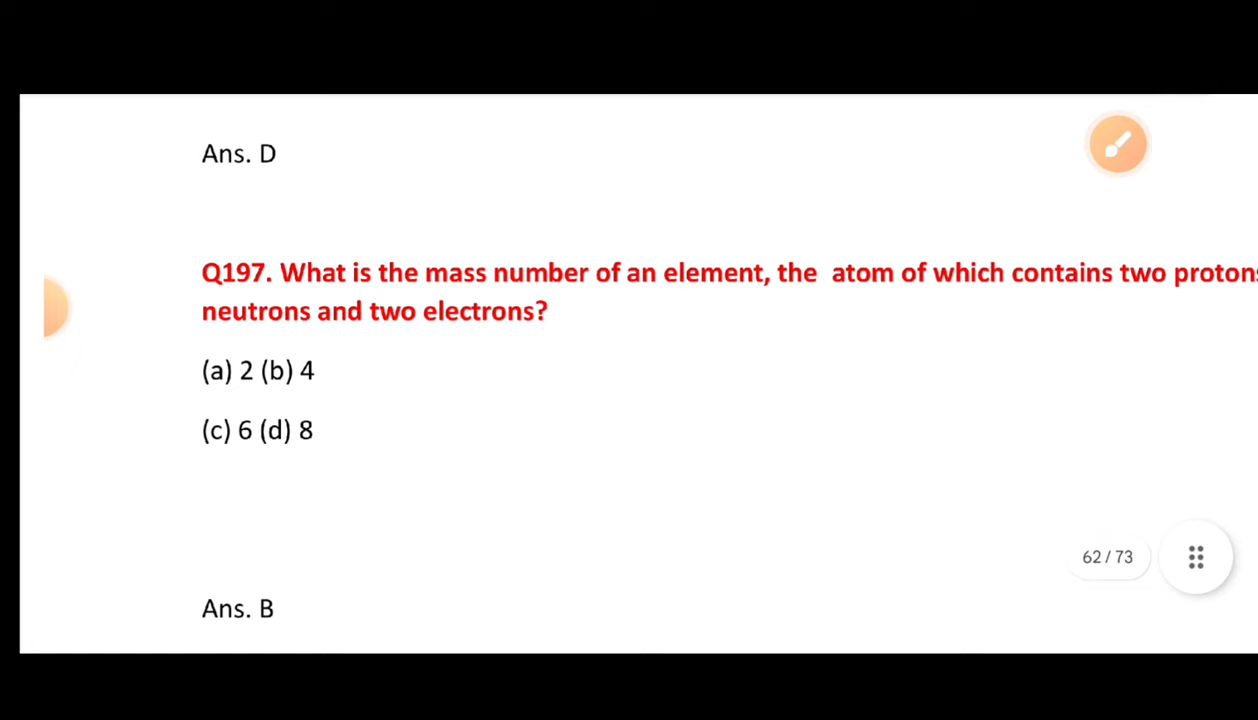 Ans. D
Q197. What is the mass number of an element, the atom of which contains two protons
neutrons and two electrons?
(a) 2 (b) 4
(c) 6 (d) 8
62 / 73
Ans. B